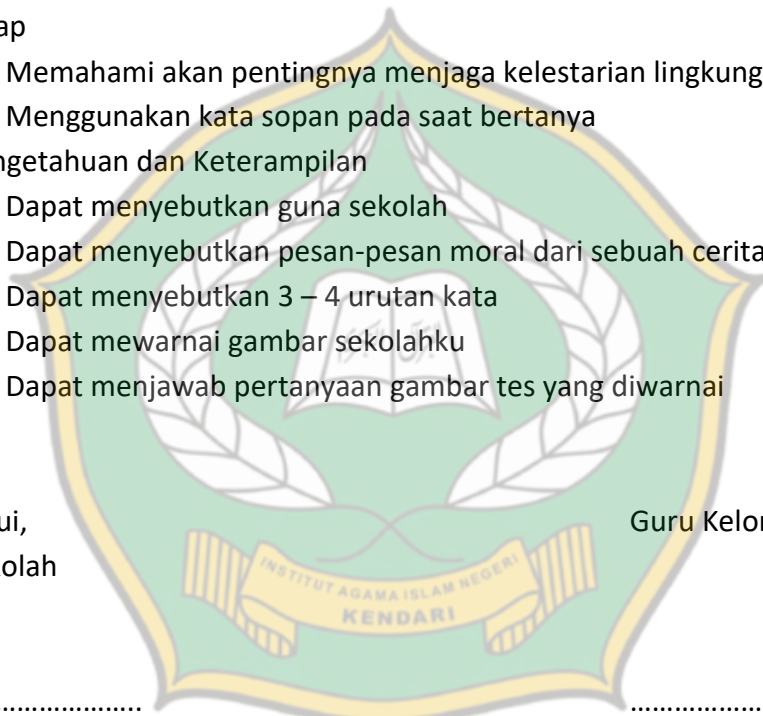 ap
Memahami akan pentingnya menjaga kelestarian lingkung
Menggunakan kata sopan pada saat bertanya
ngetahuan dan Keterampilan
Dapat menyebutkan guna sekolah
Dapat menyebutkan pesan-pesan moral dari sebuah cerita
Dapat menyebutkan 3 – 4 urutan kata
Dapat mewarnai gambar sekolahku
Dapat menjawab pertanyaan gambar tes yang diwarnai
ui,
Guru Kelor
kolah
INSTITUT AGAMA ISLAM NEGERI
KENDARI
……………………..
………………